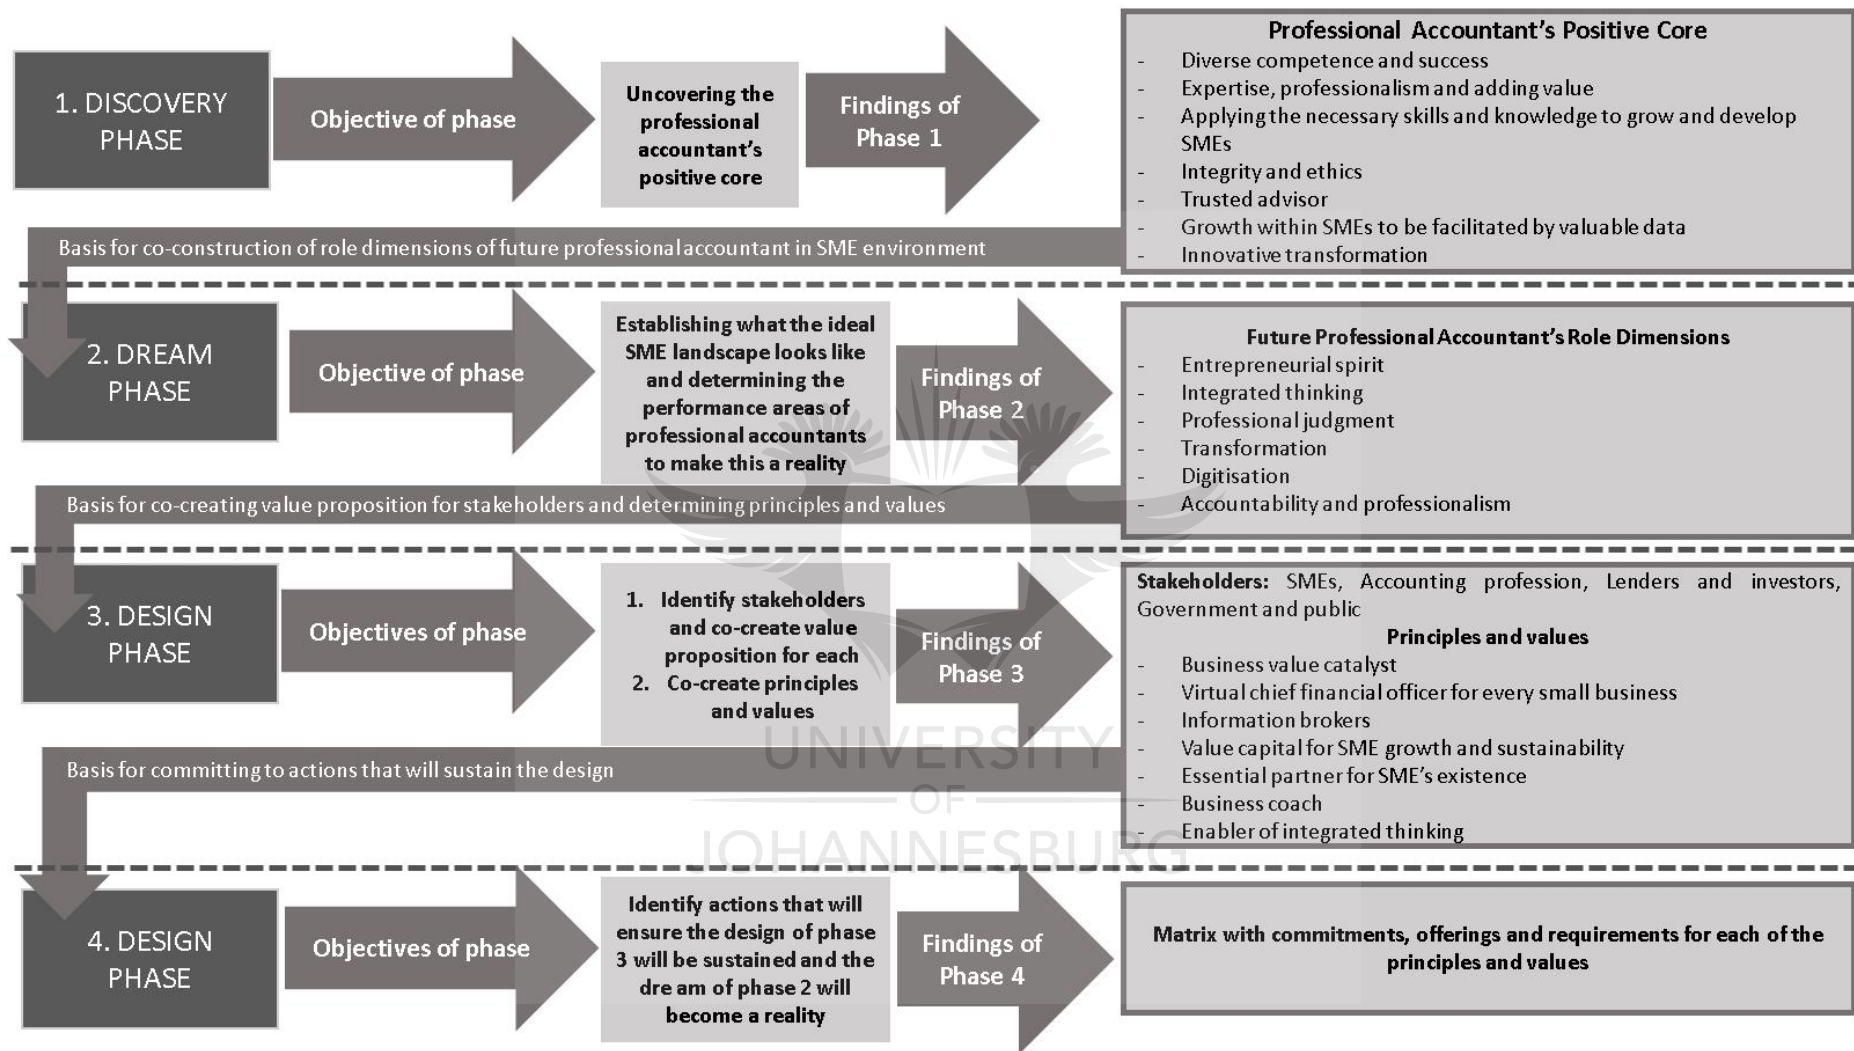 1. DISCOVERY
PHASE
Objective of phase
Uncovering the
professional
accountant's
positive core
Findings of
Phase 1
Professional Accountant's Positive Core
- Diverse competence and success
- Expertise, professionalism and adding value
- Applying the necessary skills and knowledge to grow and develop
SMEs
- Integrity and ethics
- Trusted advisor
- Growth within SMEs to be facilitated by valuable data
- Innovative transformation
Basis for co-construction of role dimensions of future professional accountant in SME environment
2. DREAM
PHASE
Objective of phase
Establishing what the ideal
SME landscape looks like
and determining the
performance areas of
professional accountants
to make this a reality
Findings of
Phase 2
Future Professional Accountant's Role Dimensions
- Entrepreneurial spirit
- Integrated thinking
- Professional judgment
- Transformation
- Digitisation
- Accountability and professionalism
Basis for co-creating value proposition for stakeholders and determining principles and values
3. DESIGN
PHASE
Objectives of phase
1. Identify stakeholders
and co-create value
proposition for each
2. Co-create principles
and values
Findings of
Phase 3
Stakeholders: SMEs, Accounting profession, Lenders and investors,
Government and public
Principles and values
- Business value catalyst
- Virtual chief financial officer for every small business
- Information brokers
- Value capital for SME growth and sustainability
- Essential partner for SME's existence
- Business coach
- Enabler of integrated thinking
Basis for committing to actions that will sustain the design
UNIVERSITY
OF
JOHANNESBURG
4. DESIGN
PHASE
Objectives of phase
Identify actions that will
ensure the design of phase
3 will be sustained and the
dream of phase 2 will
become a reality
Findings of
Phase 4
Matrix with commitments, offerings and requirements for each of the
principles and values